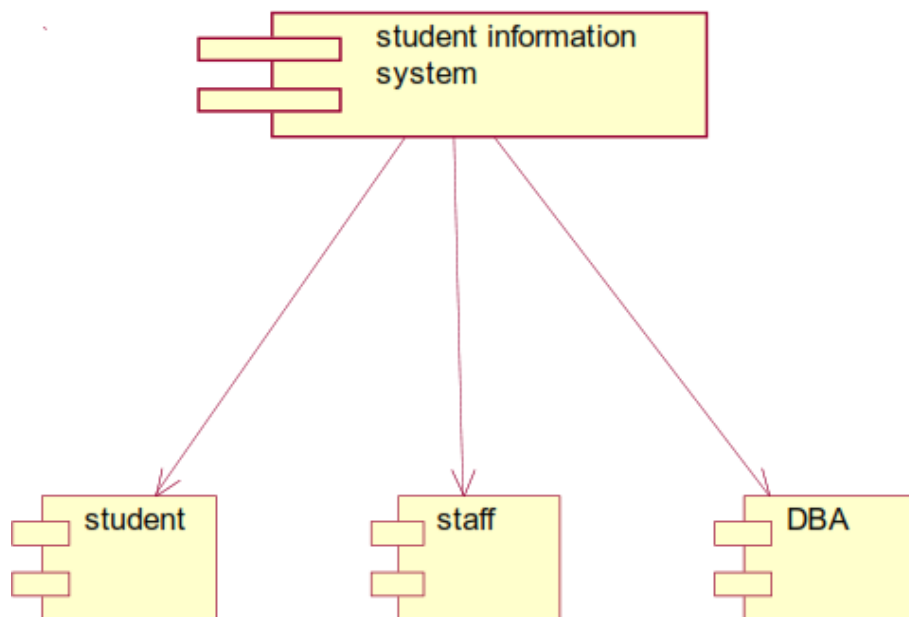 student information
system
student
staff
DBA